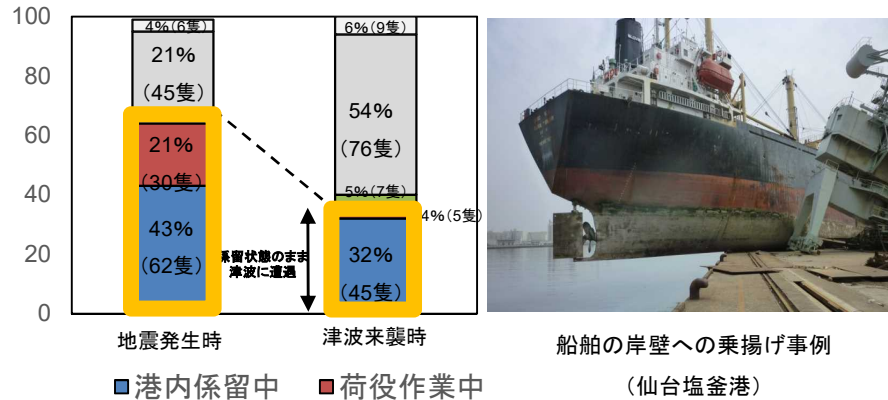 100
80
60
40
20
0
4%(6隻)
21%
(45隻)
21%
(30隻)
43%
(62隻)
6%(9隻)
54%
(76隻)
5%(7隻)
4%(5隻)
32%
(45隻)
係留状態のまま
津波に遭遇
地震発生時
津波来襲時
港内係留中
荷役作業中
船舶の岸壁への乗揚げ事例
(仙台塩釜港)